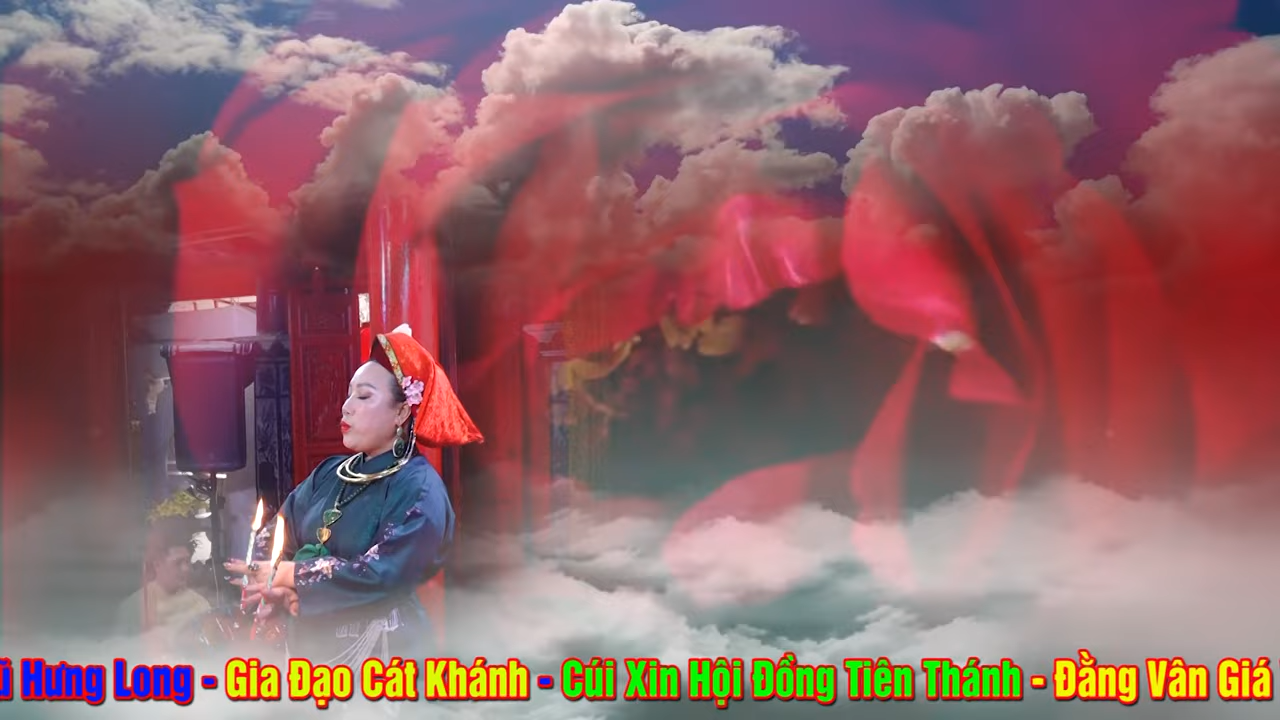 Hưng Long - Gia Đạo Cát Khánh - Cúi Xin Hội Đồng Tiên Thánh - Đằng Vân Giá